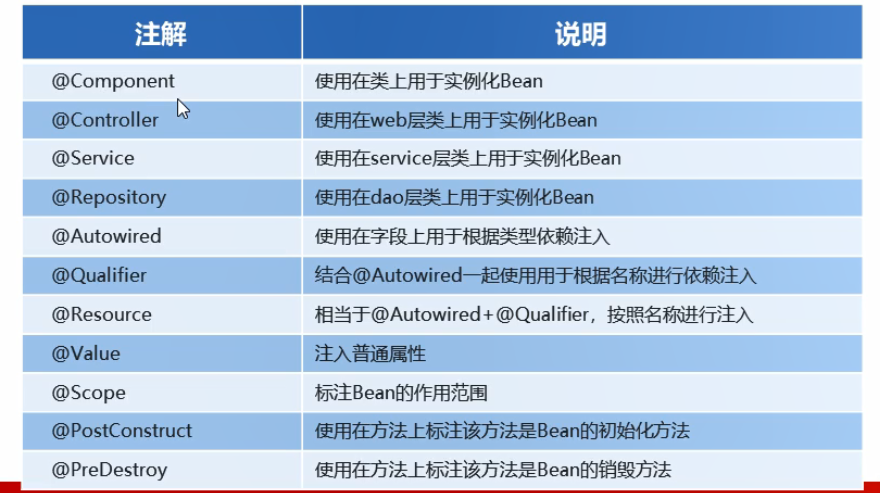 注解 说明
@Component 使用在类上用于实例化Bean
@Controller 使用在web层类上用于实例化Bean
@Service 使用在service层类上用于实例化Bean
@Repository 使用在dao层类上用于实例化Bean
@Autowired 使用在字段上用于根据类型依赖注入
@Qualifier 结合@Autowired一起使用用于根据名称进行依赖注入
@Resource 相当于@Autowired+@Qualifier，按照名称进行注入
@Value 注入普通属性
@Scope 标注Bean的作用范围
@PostConstruct 使用在方法上标注该方法是Bean的初始化方法
@PreDestroy 使用在方法上标注该方法是Bean的销毁方法